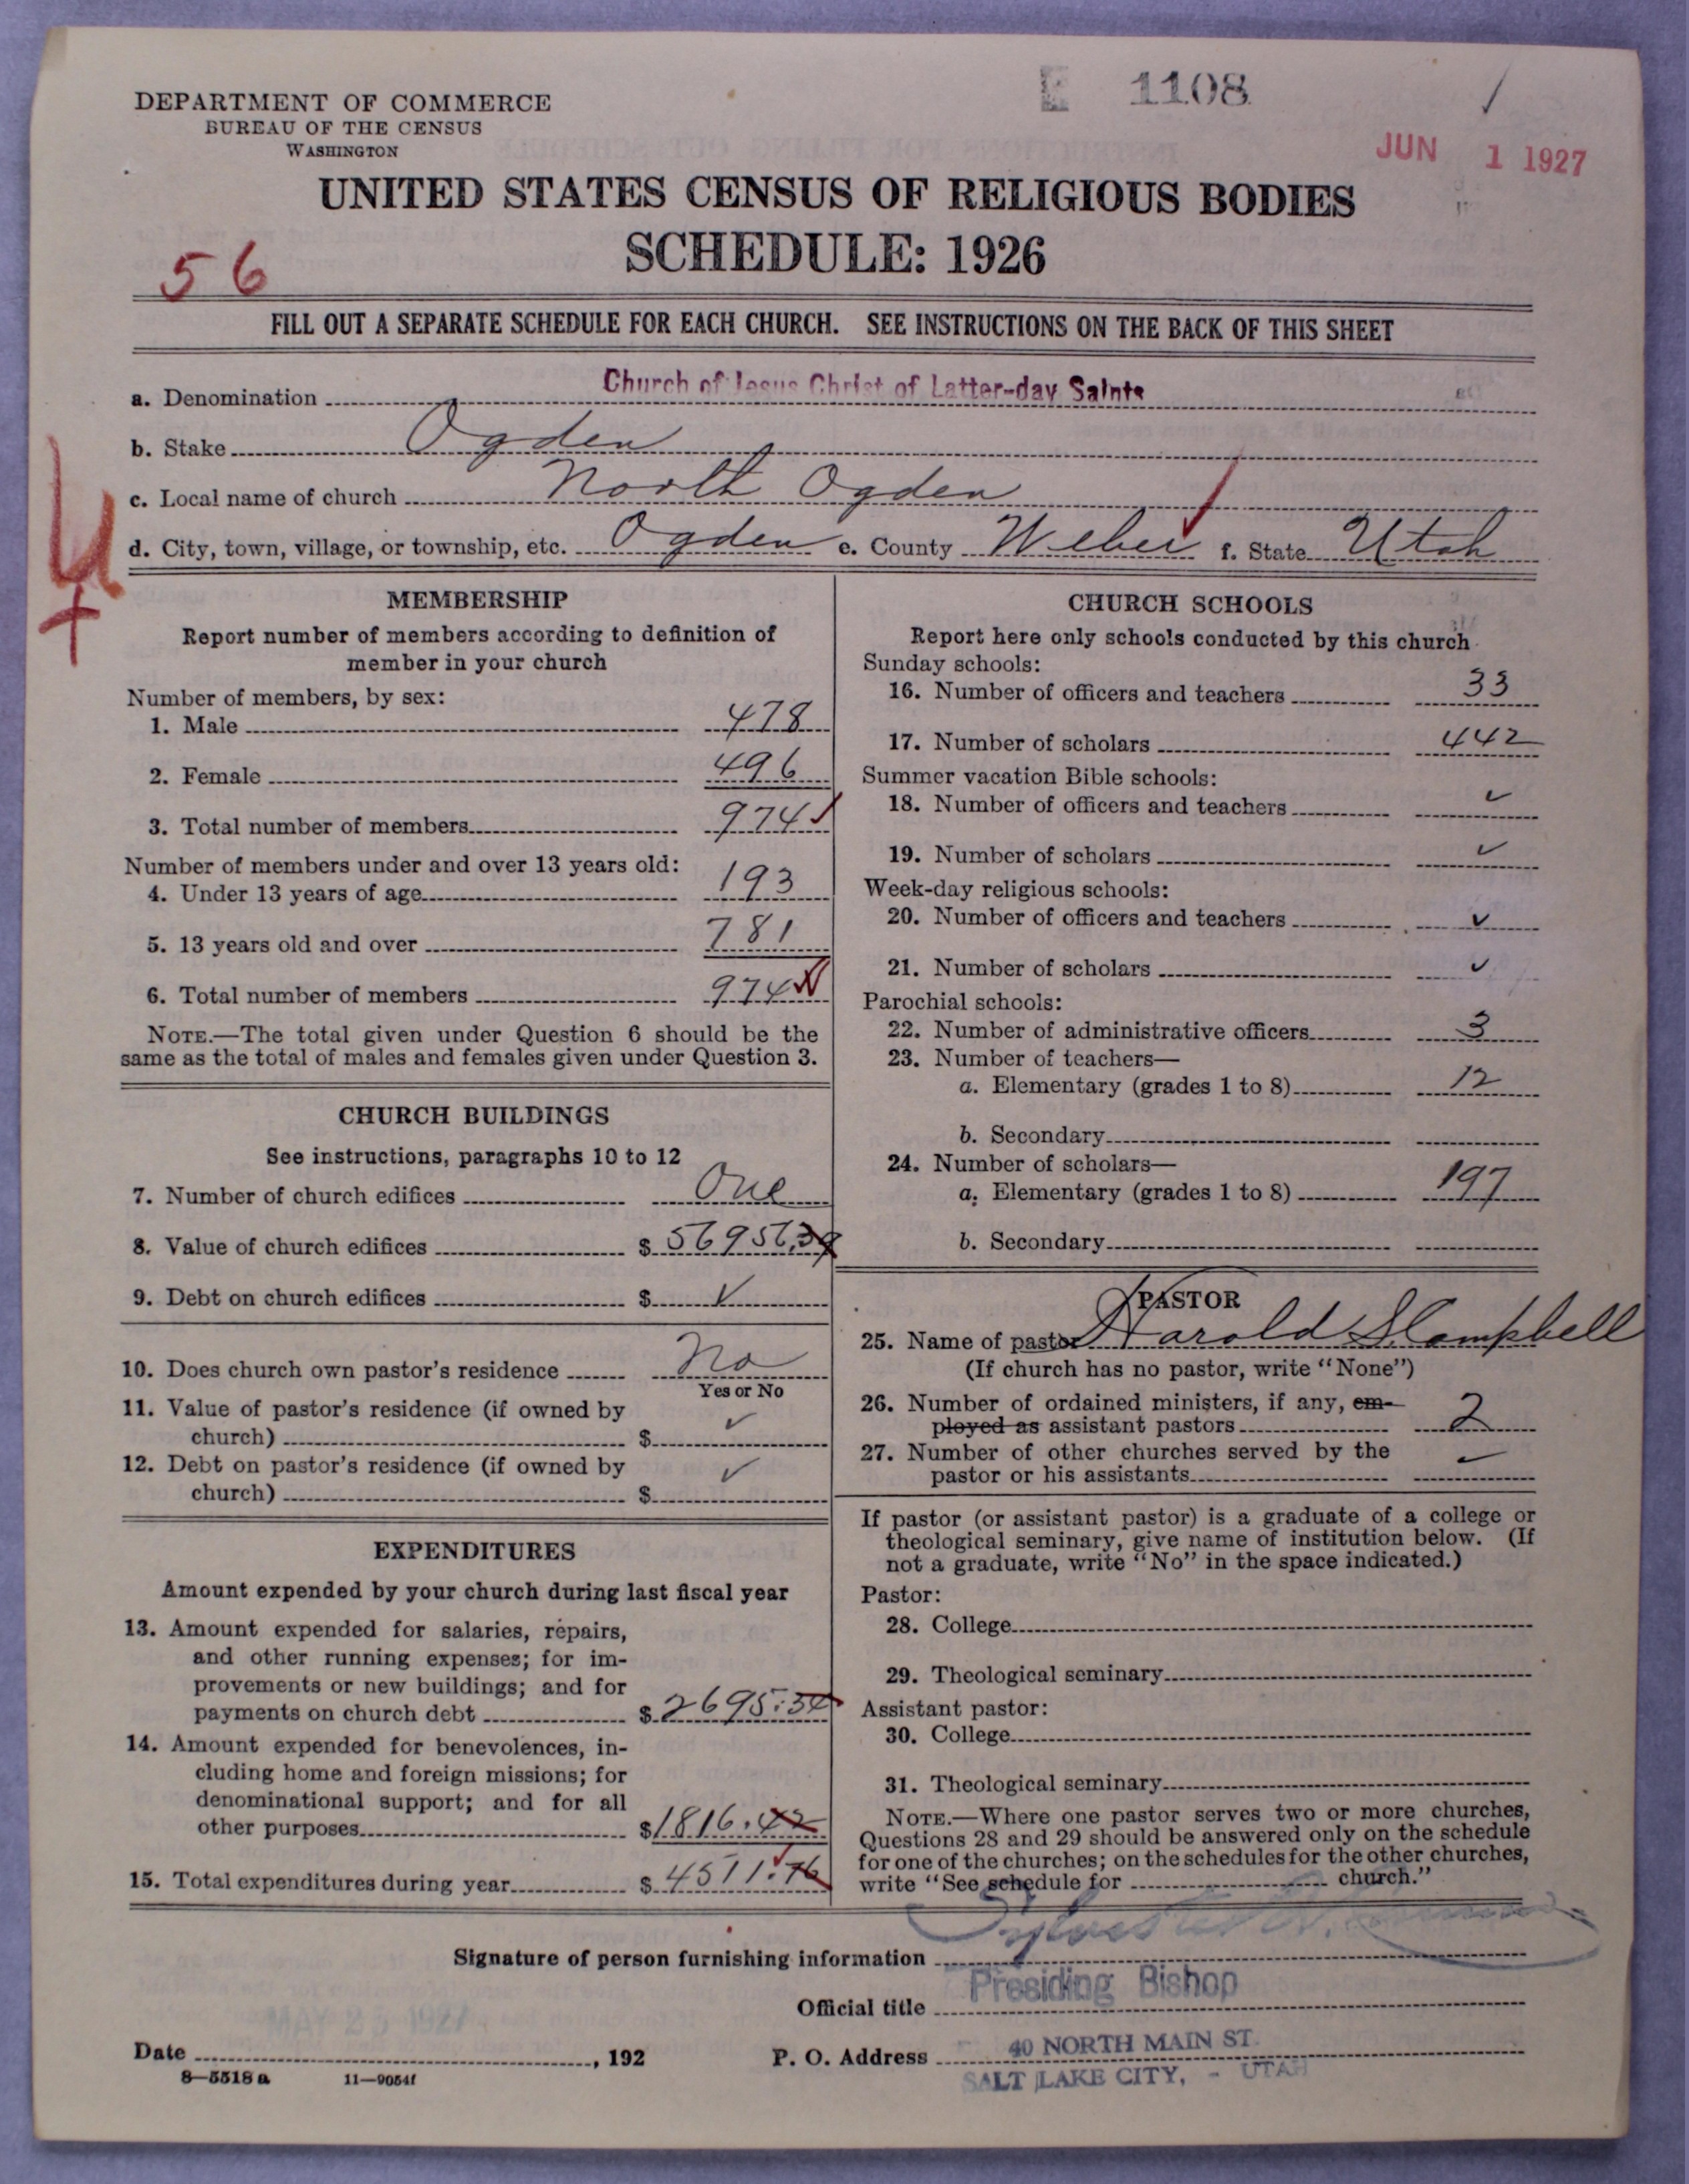 DEPARTMENT OF COMMERCE
BUREAU OF THE CENSUS
WASHINGTON
1108
JUN 1 1927
UNITED STATES CENSUS OF RELIGIOUS BODIES
SCHEDULE: 1926
56
FILL OUT A SEPARATE SCHEDULE FOR EACH CHURCH. SEE INSTRUCTIONS ON THE BACK OF THIS SHEET
a. Denomination Church of Jesus Christ of Latter-day Saints
b. Stake Ogden
c. Local name of church North Ogden
d. City, town, village, or township, etc. Ogden e. County Weber f. State Utah
MEMBERSHIP
Report number of members according to definition of
member in your church
Number of members, by sex:
1. Male 478
2. Female 496
3. Total number of members 974
Number of members under and over 13 years old:
4. Under 13 years of age 193
5. 13 years old and over 781
6. Total number of members 974
NOTE.—The total given under Question 6 should be the
same as the total of males and females given under Question 3.
CHURCH BUILDINGS
See instructions, paragraphs 10 to 12
7. Number of church edifices One
8. Value of church edifices $ 56956.39
9. Debt on church edifices $ ✓
10. Does church own pastor's residence No
Yes or No
11. Value of pastor's residence (if owned by
church) $ ✓
12. Debt on pastor's residence (if owned by
church) $ ✓
EXPENDITURES
Amount expended by your church during last fiscal year
13. Amount expended for salaries, repairs,
and other running expenses; for im-
provements or new buildings; and for
payments on church debt $ 2695.34
14. Amount expended for benevolences, in-
cluding home and foreign missions; for
denominational support; and for all
other purposes $ 1816.42
15. Total expenditures during year $ 4511.76
CHURCH SCHOOLS
Report here only schools conducted by this church
Sunday schools:
16. Number of officers and teachers 33
17. Number of scholars 442
Summer vacation Bible schools:
18. Number of officers and teachers ✓
19. Number of scholars ✓
Week-day religious schools:
20. Number of officers and teachers ✓
21. Number of scholars ✓
Parochial schools:
22. Number of administrative officers 3
23. Number of teachers—
a. Elementary (grades 1 to 8) 12
b. Secondary
24. Number of scholars—
a. Elementary (grades 1 to 8) 197
b. Secondary
PASTOR
25. Name of pastor Harold S. Campbell
(If church has no pastor, write "None")
26. Number of ordained ministers, if any, em-
ployed as assistant pastors 2
27. Number of other churches served by the
pastor or his assistants ✓
If pastor (or assistant pastor) is a graduate of a college or
theological seminary, give name of institution below. (If
not a graduate, write "No" in the space indicated.)
Pastor:
28. College
29. Theological seminary
Assistant pastor:
30. College
31. Theological seminary
NOTE.—Where one pastor serves two or more churches,
Questions 28 and 29 should be answered only on the schedule
for one of the churches; on the schedules for the other churches,
write "See schedule for church."
Signature of person furnishing information
Official title Presiding Bishop
MAY 25 1927
Date , 192 P. O. Address 40 NORTH MAIN ST.
SALT LAKE CITY, - UTAH
8—5518a 11—9054f